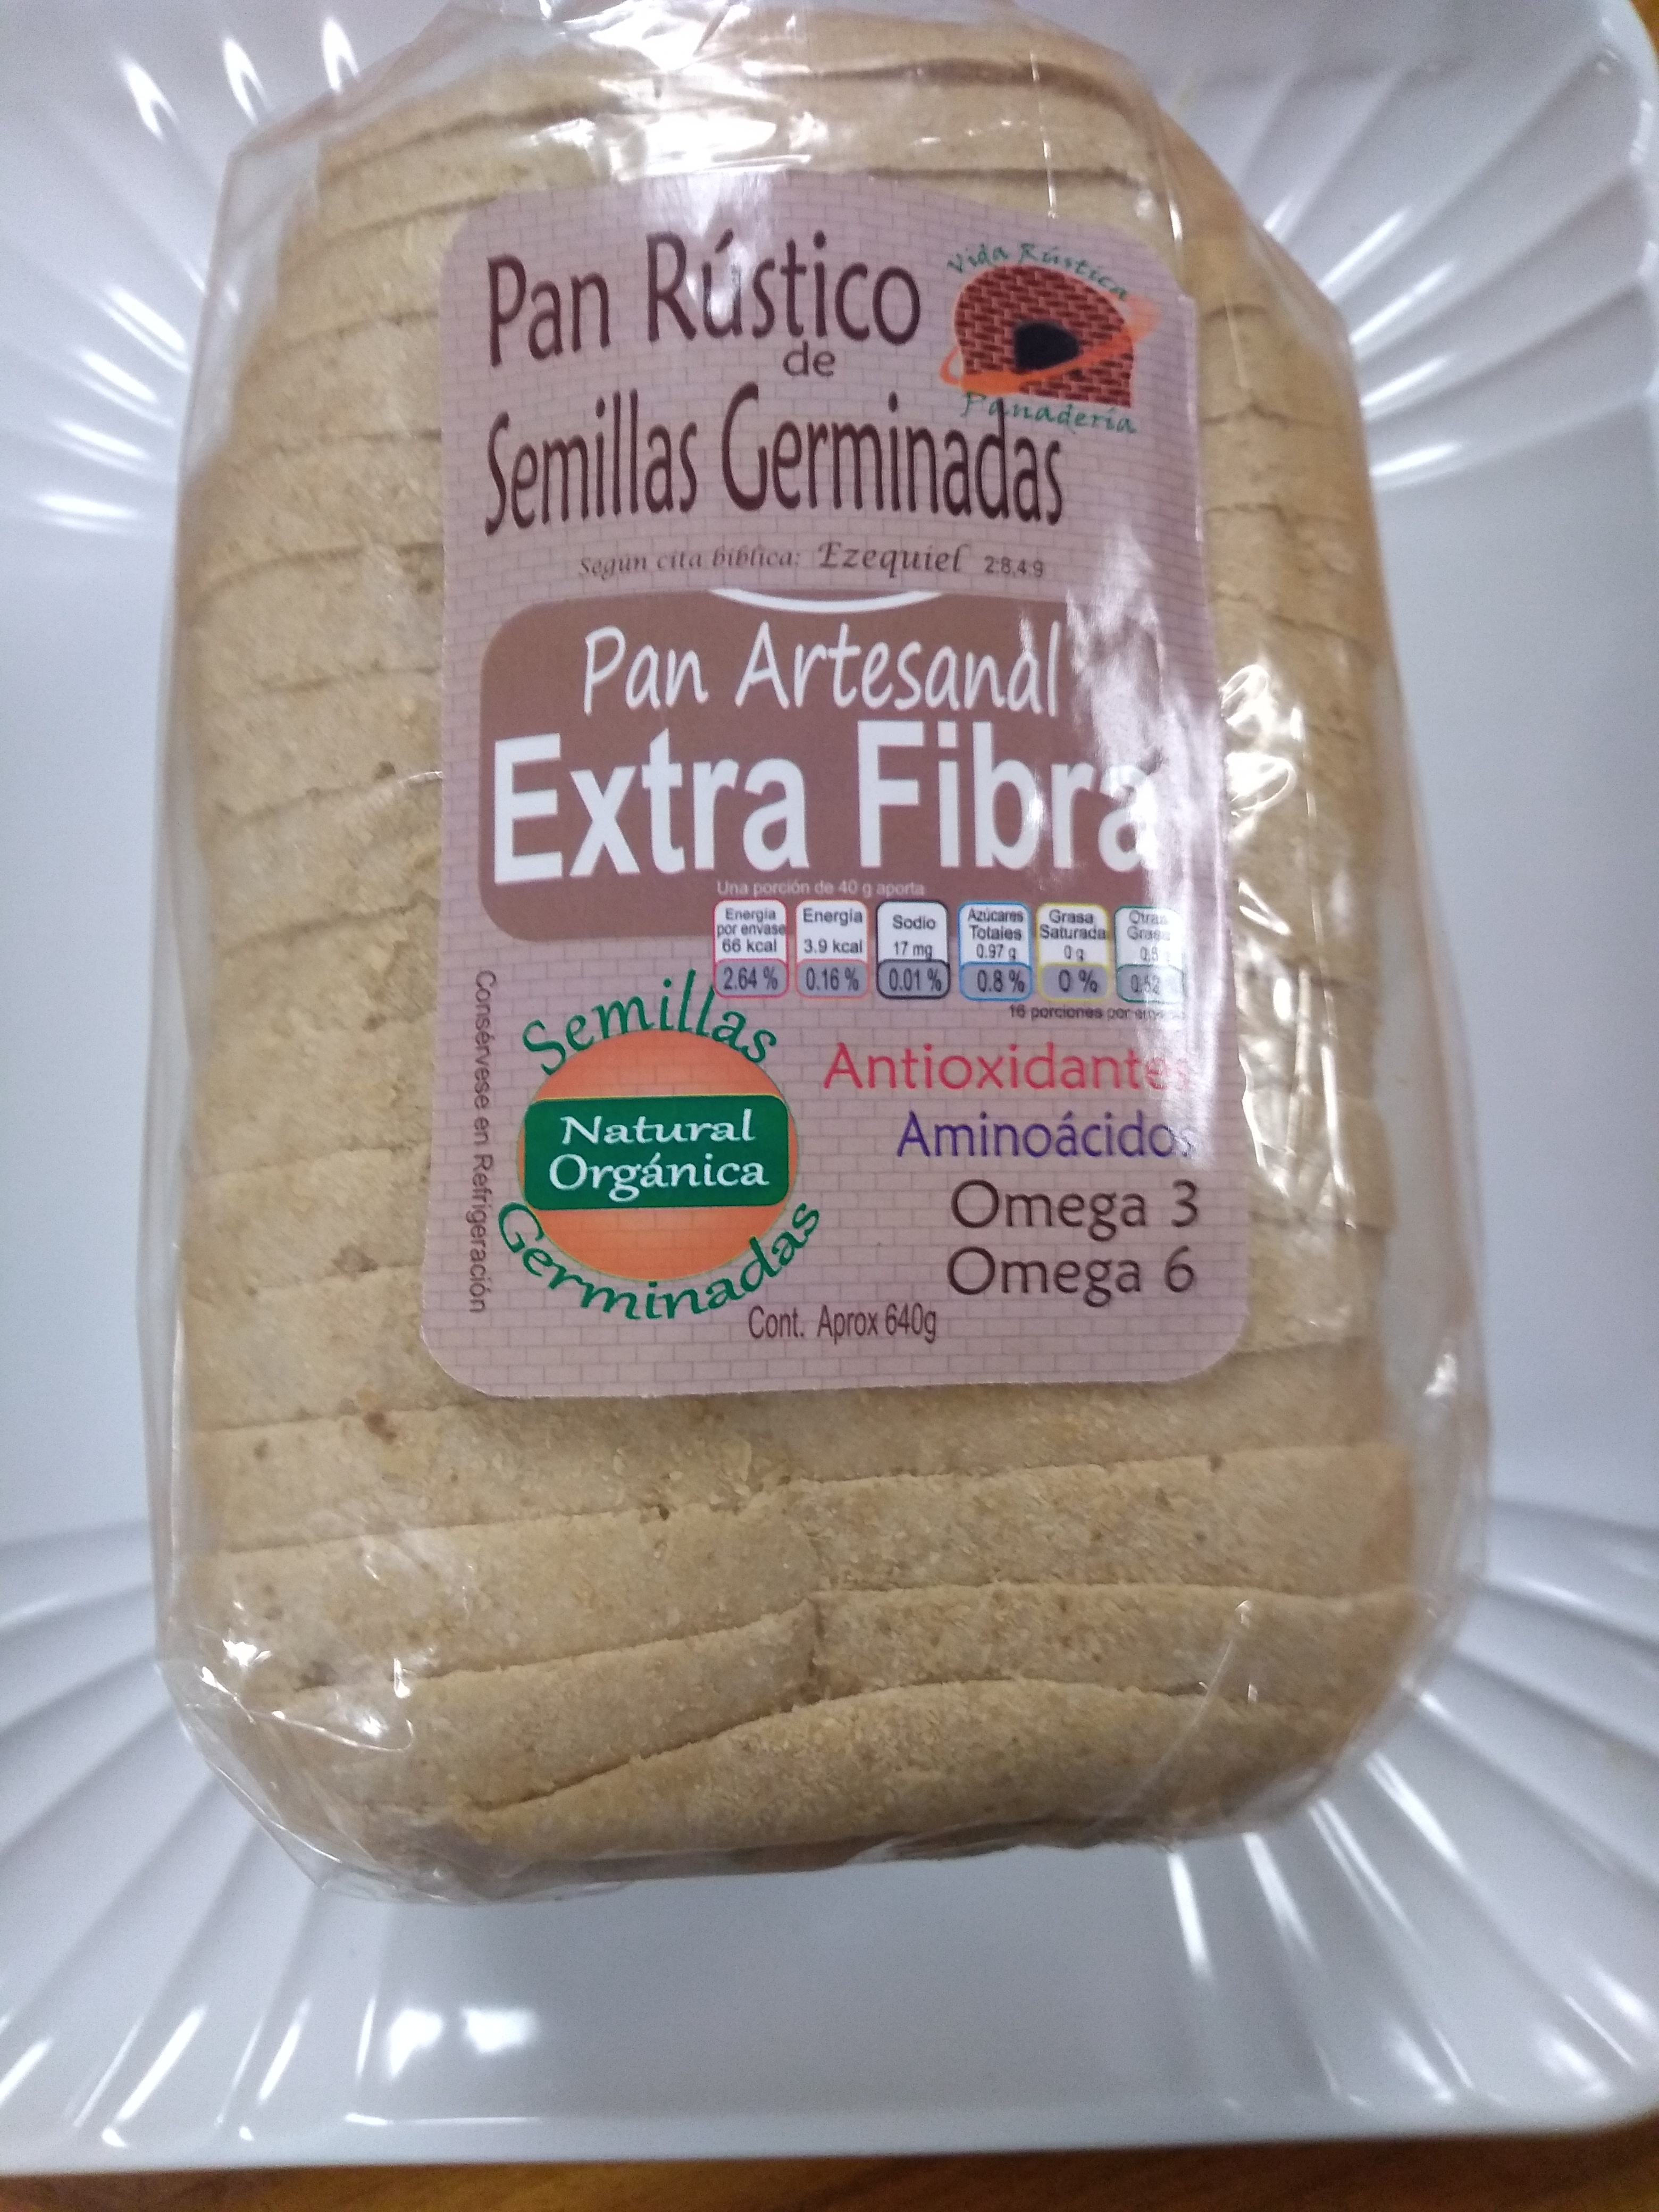 Pan Rústico
de
Semillas Germinadas
Vida Rústica
Panadería
Según cita bíblica: Ezequiel 2:8,4:9
Pan Artesanal
Extra Fibra
Una porción de 40 g aporta
Energía por envase 66 kcal 2.64 %
Energía 3.9 kcal 0.16 %
Sodio 17 mg 0.01 %
Azúcares Totales 0.97 g 0.8 %
Grasa Saturada 0 g 0 %
Otras
16 porciones por
Consérvese en Refrigeración
Semillas
Natural
Orgánica
Germinadas
Antioxidantes
Aminoácidos
Omega 3
Omega 6
Cont. Aprox 640g